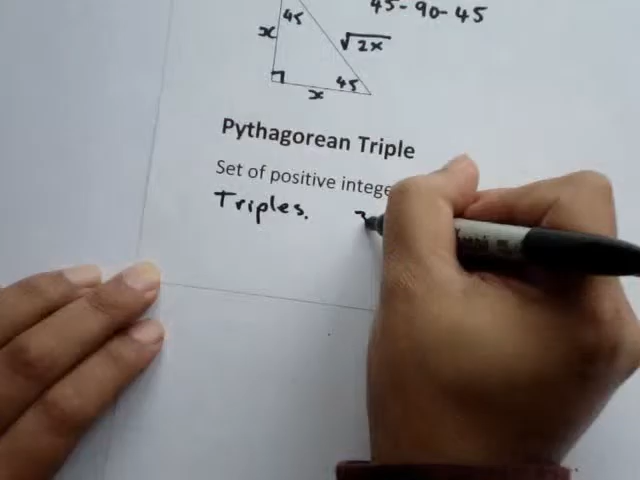 45-90-45
45
x
√2x
45
x
Pythagorean Triple
Set of positive intege
Triples.